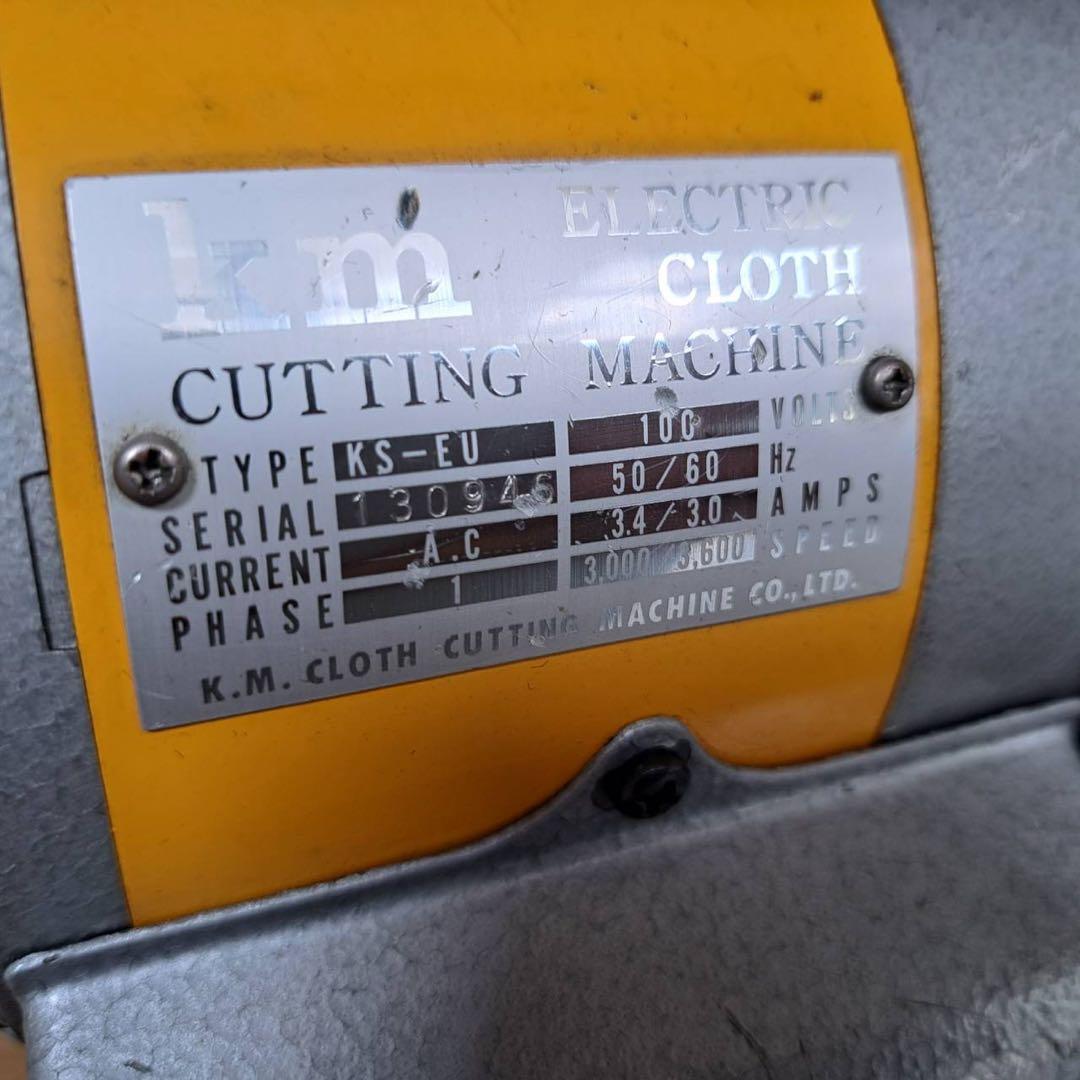 km ELECTRIC
CLOTH
CUTTING MACHINE
TYPE KS-EU 100 VOLTS
SERIAL 130946 50/60 Hz
CURRENT A.C 3.4/3.0 AMPS
PHASE 1 3,000/3,600 SPEED
K.M. CLOTH CUTTING MACHINE CO.,LTD.